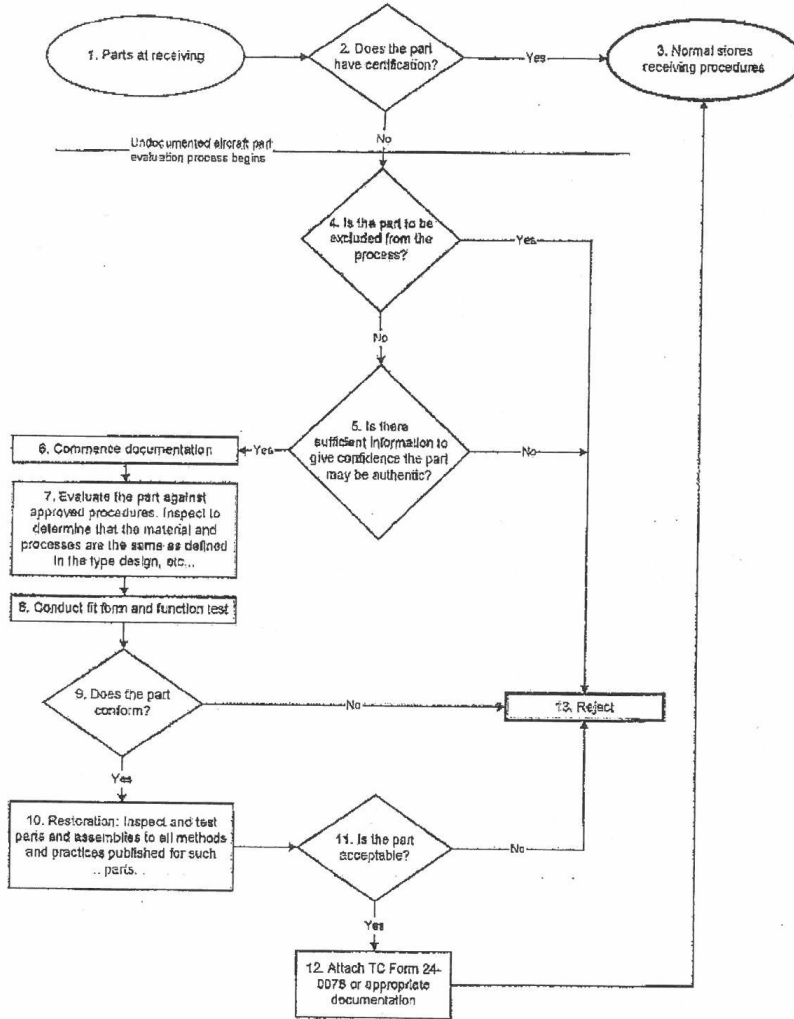 1. Parts at receiving
2. Does the part
have certification?
Yes
3. Normal stores
receiving procedures
No
Undocumented aircraft part
evaluation process begins
4. Is the part to be
excluded from the
process?
Yes
No
5. Is there
sufficient information to
give confidence the part
may be authentic?
Yes
No
6. Commence documentation
7. Evaluate the part against
approved procedures. Inspect to
determine that the material and
processes are the same as defined
in the type design, etc...
8. Conduct fit form and function test
9. Does the part
conform?
No
13. Reject
Yes
10. Restoration: Inspect and test
parts and assemblies to all methods
and practices published for such
.. parts..
11. Is the part
acceptable?
No
Yes
12. Attach TC Form 24-
0078 or appropriate
documentation